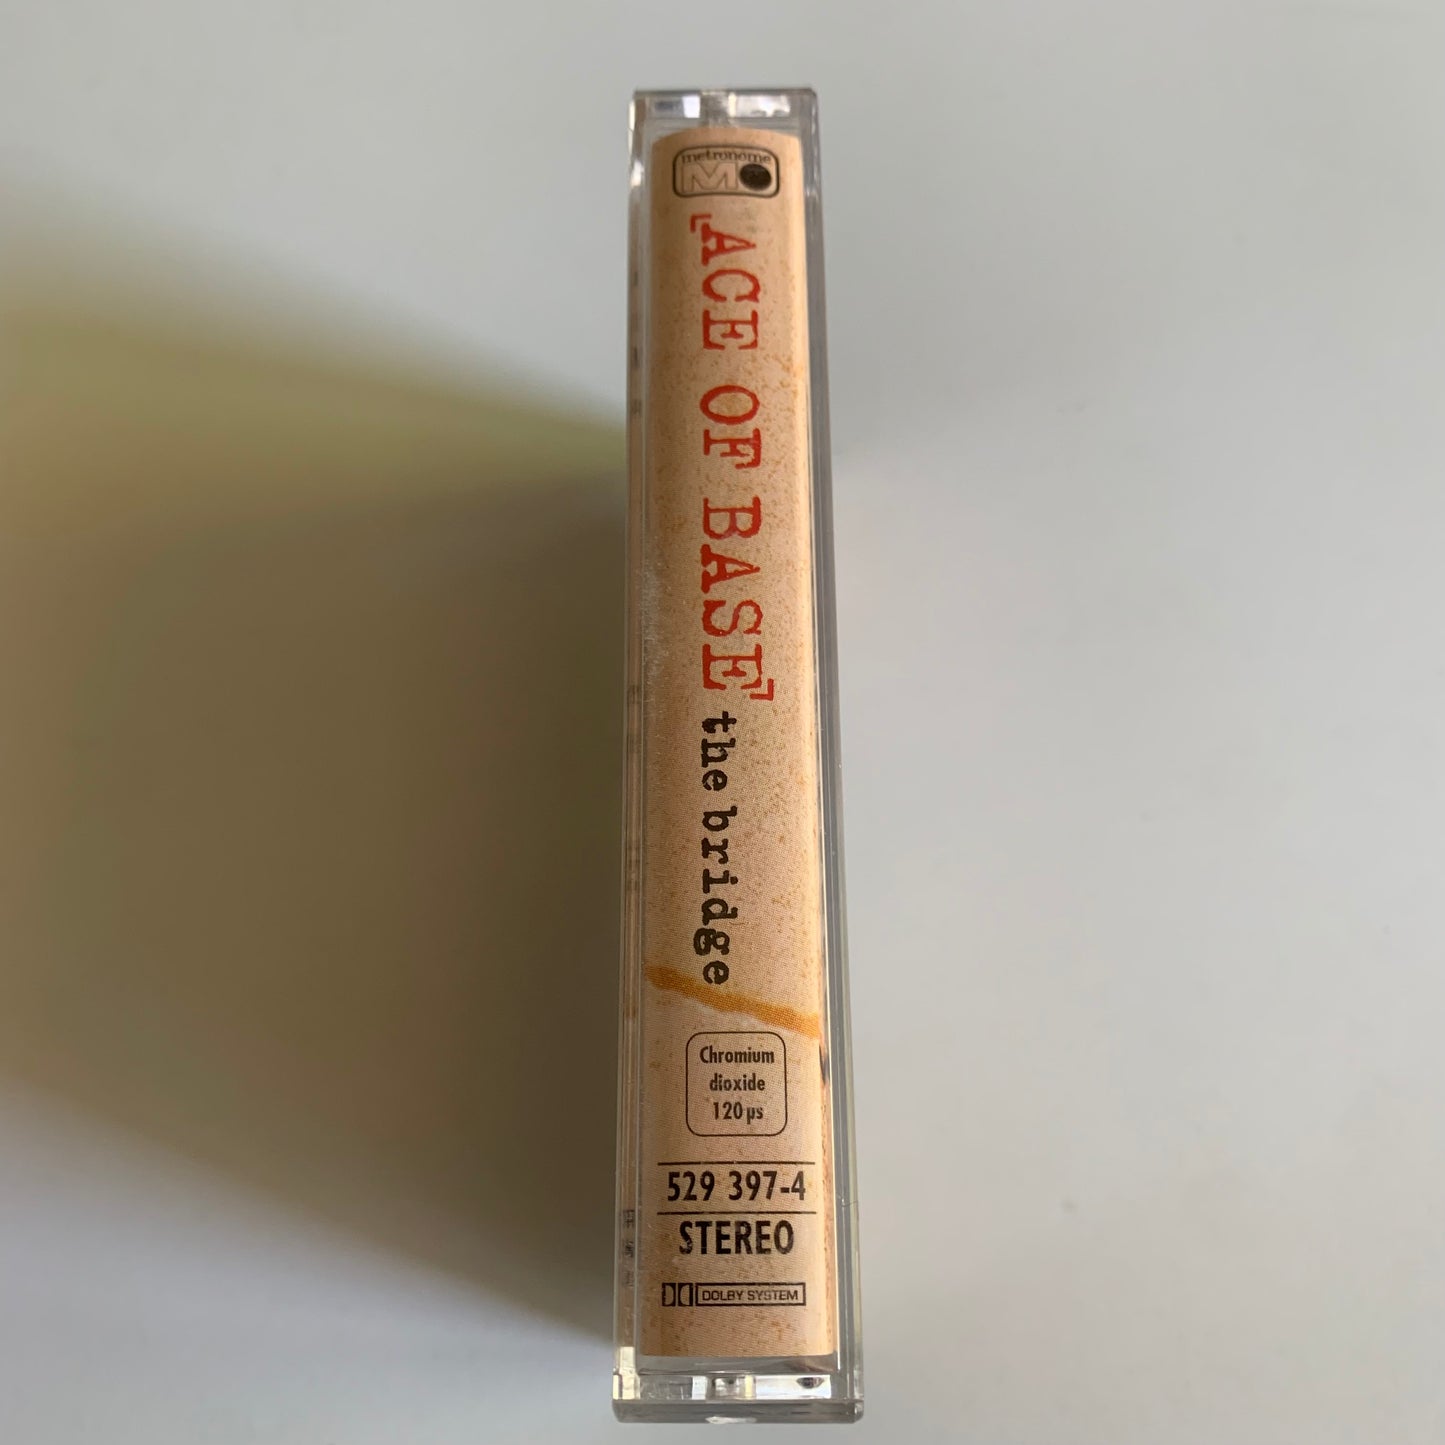 metronome
M
「ACE OF BASE」
the bridge
Chromium
dioxide
120 µs
529 397-4
STEREO
DOLBY SYSTEM